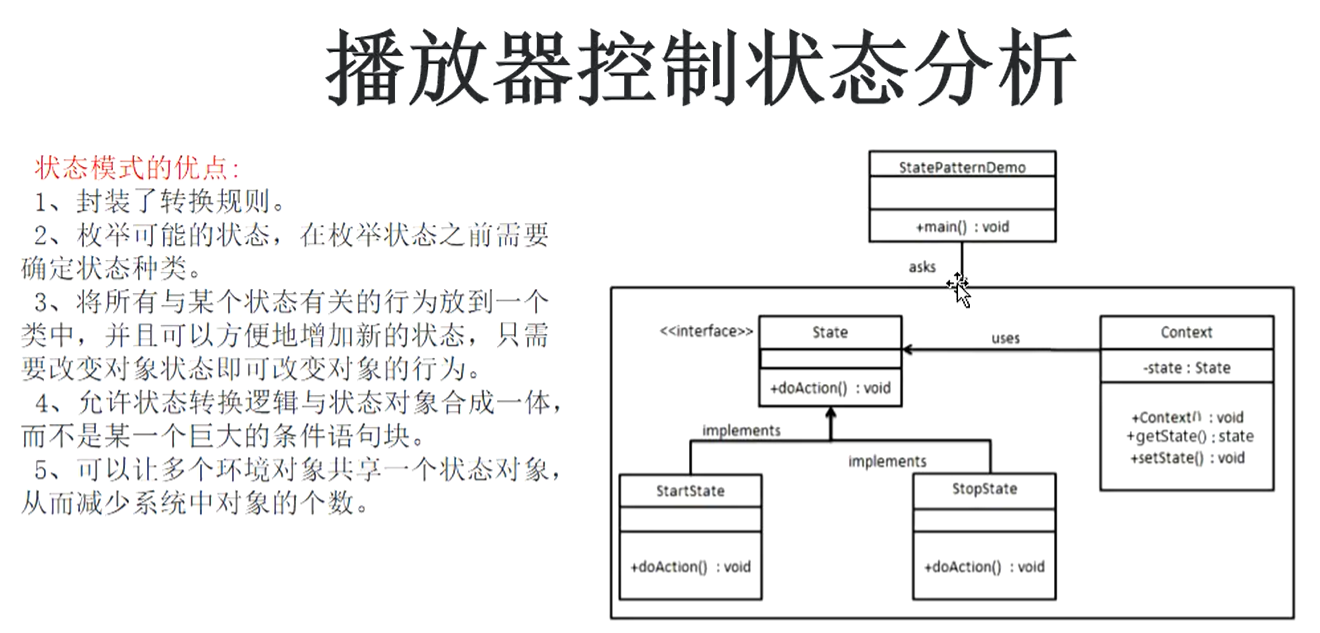 播放器控制状态分析
状态模式的优点:
1、封装了转换规则。
2、枚举可能的状态，在枚举状态之前需要
确定状态种类。
3、将所有与某个状态有关的行为放到一个
类中，并且可以方便地增加新的状态，只需
要改变对象状态即可改变对象的行为。
4、允许状态转换逻辑与状态对象合成一体，
而不是某一个巨大的条件语句块。
5、可以让多个环境对象共享一个状态对象，
从而减少系统中对象的个数。
StatePatternDemo
+main() : void
asks
<<interface>>
State
+doAction() : void
uses
Context
-state : State
+Context() : void
+getState() : state
+setState() : void
implements
implements
StartState
+doAction() : void
StopState
+doAction() : void